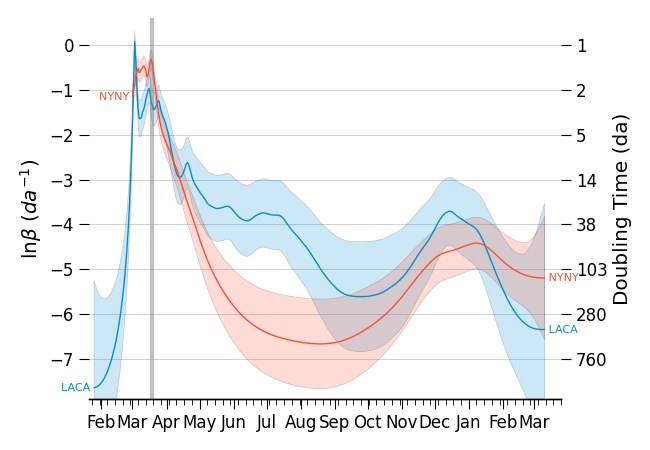 0
−1
−2
−3
−4
−5
−6
−7
lnβ (da⁻¹)
1
2
5
14
38
103
280
760
Doubling Time (da)
NYNY
LACA
NYNY
LACA
Feb Mar Apr May Jun Jul Aug Sep Oct Nov Dec Jan Feb Mar